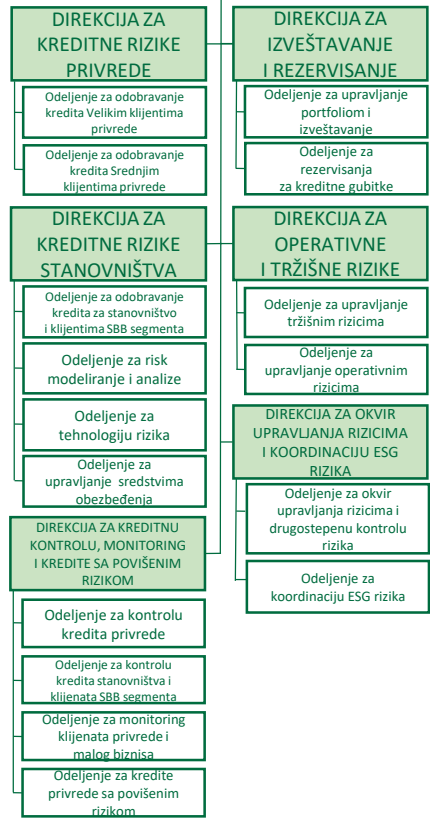 DIREKCIJA ZA
KREDITNE RIZIKE
PRIVREDE
Odeljenje za odobravanje
kredita Velikim klijentima
privrede
Odeljenje za odobravanje
kredita Srednjim
klijentima privrede
DIREKCIJA ZA
KREDITNE RIZIKE
STANOVNIŠTVA
Odeljenje za odobravanje
kredita za stanovništvo
i klijentima SBB segmenta
Odeljenje za risk
modeliranje i analize
Odeljenje za
tehnologiju rizika
Odeljenje za
upravljanje sredstvima
obezbeđenja
DIREKCIJA ZA KREDITNU
KONTROLU, MONITORING
I KREDITE SA POVIŠENIM
RIZIKOM
Odeljenje za kontrolu
kredita privrede
Odeljenje za kontrolu
kredita stanovništva i
klijenata SBB segmenta
Odeljenje za monitoring
klijenata privrede i
malog biznisa
Odeljenje za kredite
privrede sa povišenim
rizikom
DIREKCIJA ZA
IZVEŠTAVANJE
I REZERVISANJE
Odeljenje za upravljanje
portfoliom i
izveštavanje
Odeljenje za
rezervisanja
za kreditne gubitke
DIREKCIJA ZA
OPERATIVNE
I TRŽIŠNE RIZIKE
Odeljenje za upravljanje
tržišnim rizicima
Odeljenje za
upravljanje operativnim
rizicima
DIREKCIJA ZA OKVIR
UPRAVLJANJA RIZICIMA
I KOORDINACIJU ESG
RIZIKA
Odeljenje za okvir
upravljanja rizicima i
drugostepenu kontrolu
rizika
Odeljenje za
koordinaciju ESG rizika